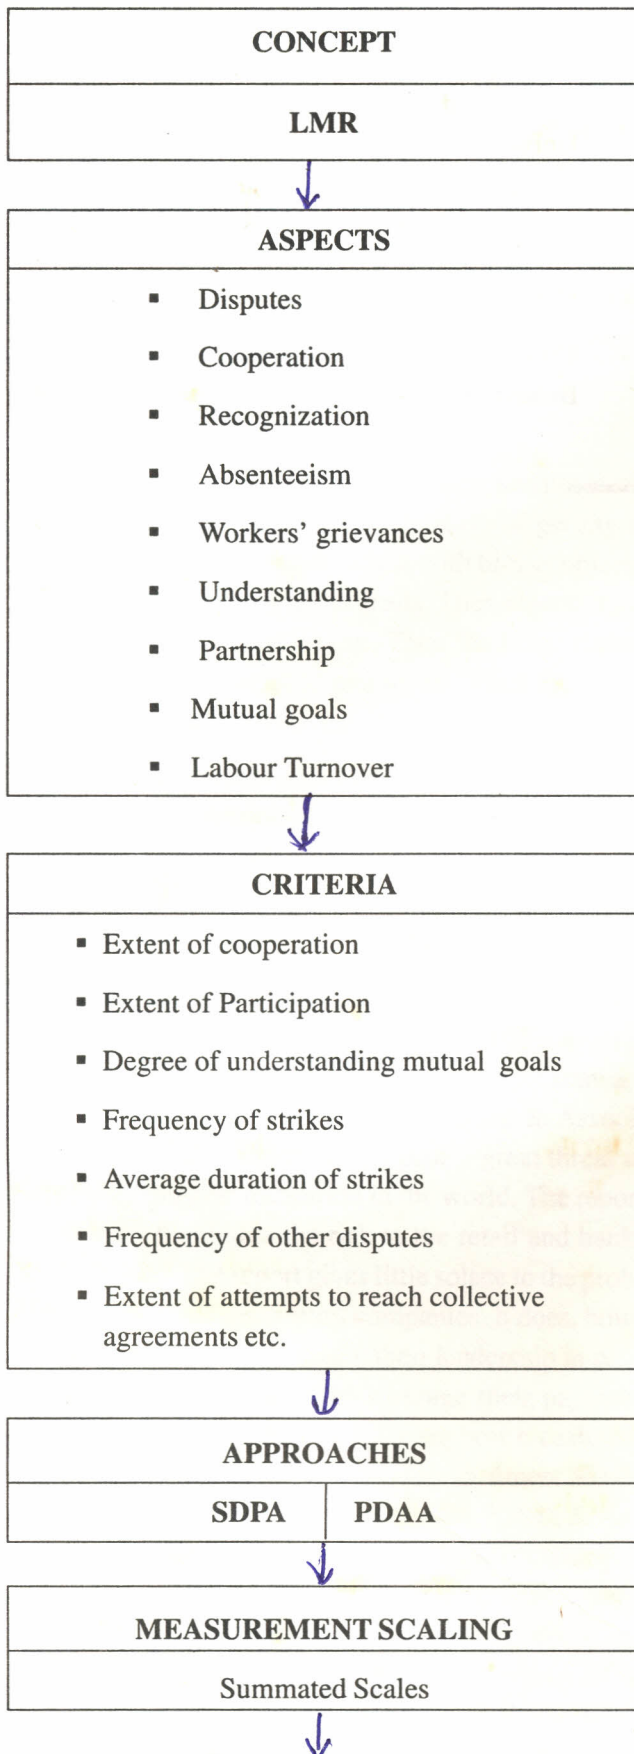 CONCEPT
LMR
ASPECTS
▪ Disputes
▪ Cooperation
▪ Recognization
▪ Absenteeism
▪ Workers’ grievances
▪ Understanding
▪ Partnership
▪ Mutual goals
▪ Labour Turnover
CRITERIA
▪ Extent of cooperation
▪ Extent of Participation
▪ Degree of understanding mutual goals
▪ Frequency of strikes
▪ Average duration of strikes
▪ Frequency of other disputes
▪ Extent of attempts to reach collective
agreements etc.
APPROACHES
SDPA PDAA
MEASUREMENT SCALING
Summated Scales